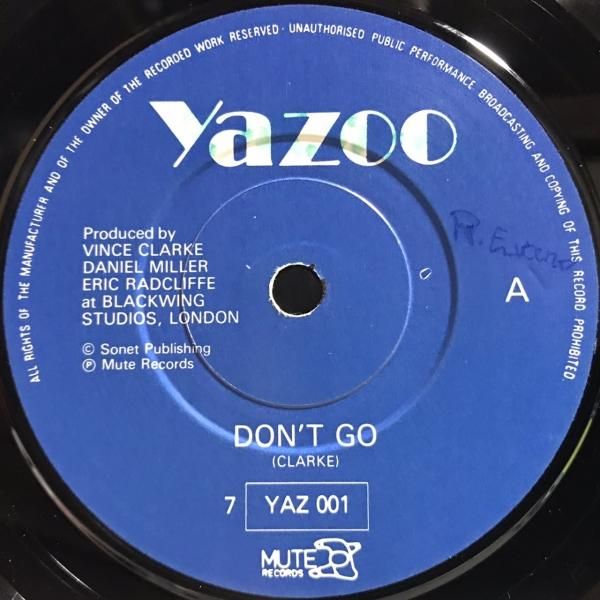 ALL RIGHTS OF THE MANUFACTURER AND OF THE OWNER OF THE RECORDED WORK RESERVED · UNAUTHORISED PUBLIC PERFORMANCE BROADCASTING AND COPYING OF THIS RECORD PROHIBITED.
Yazoo
Produced by
VINCE CLARKE
DANIEL MILLER
ERIC RADCLIFFE
at BLACKWING
STUDIOS, LONDON
© Sonet Publishing
℗ Mute Records
A
DON'T GO
(CLARKE)
7 YAZ 001
MUTE
RECORDS